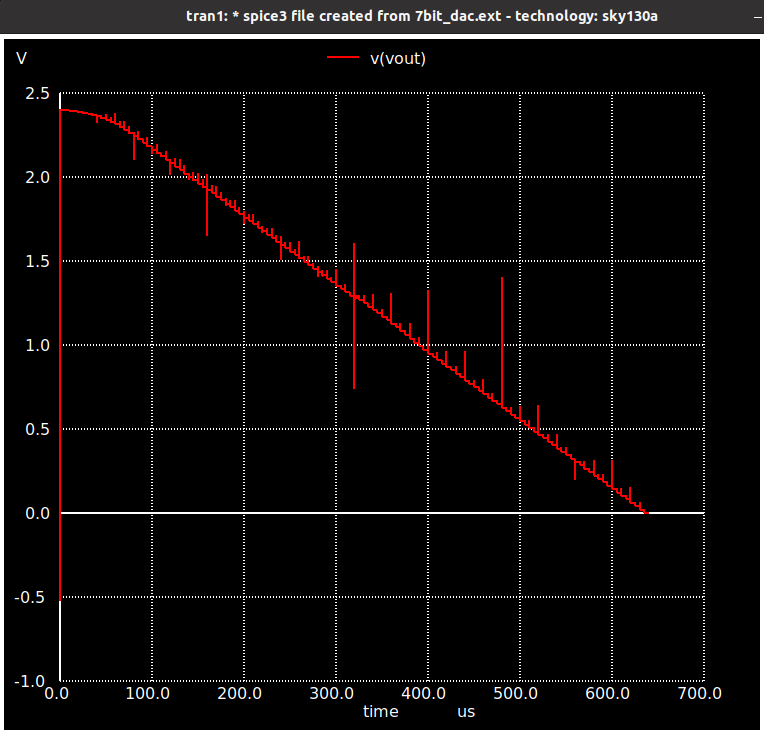 tran1: * spice3 file created from 7bit_dac.ext - technology: sky130a
V
v(vout)
2.5
2.0
1.5
1.0
0.5
0.0
-0.5
-1.0
0.0 100.0 200.0 300.0 400.0 500.0 600.0 700.0
time us